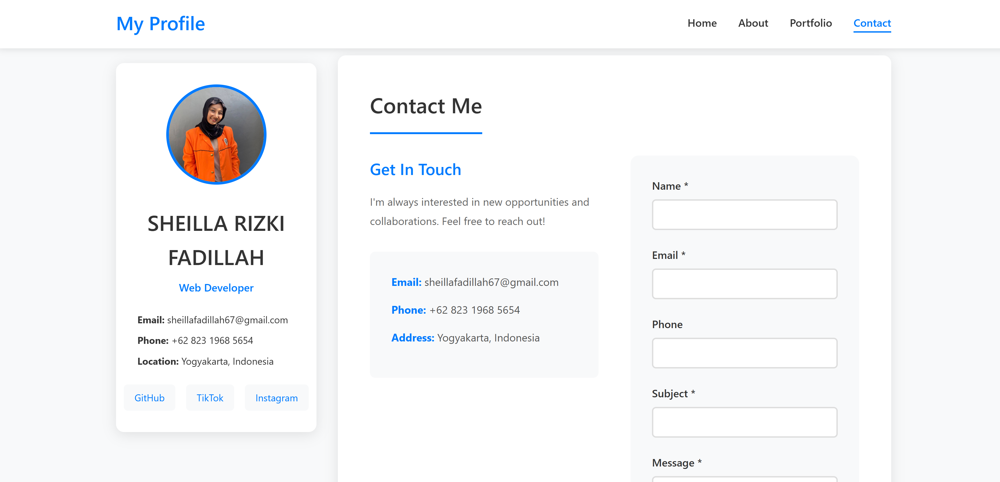 My Profile
Home
About
Portfolio
Contact
SHEILLA RIZKI
FADILLAH
Web Developer
Email: sheillafadillah67@gmail.com
Phone: +62 823 1968 5654
Location: Yogyakarta, Indonesia
GitHub
TikTok
Instagram
Contact Me
Get In Touch
I'm always interested in new opportunities and
collaborations. Feel free to reach out!
Email: sheillafadillah67@gmail.com
Phone: +62 823 1968 5654
Address: Yogyakarta, Indonesia
Name *
Email *
Phone
Subject *
Message *